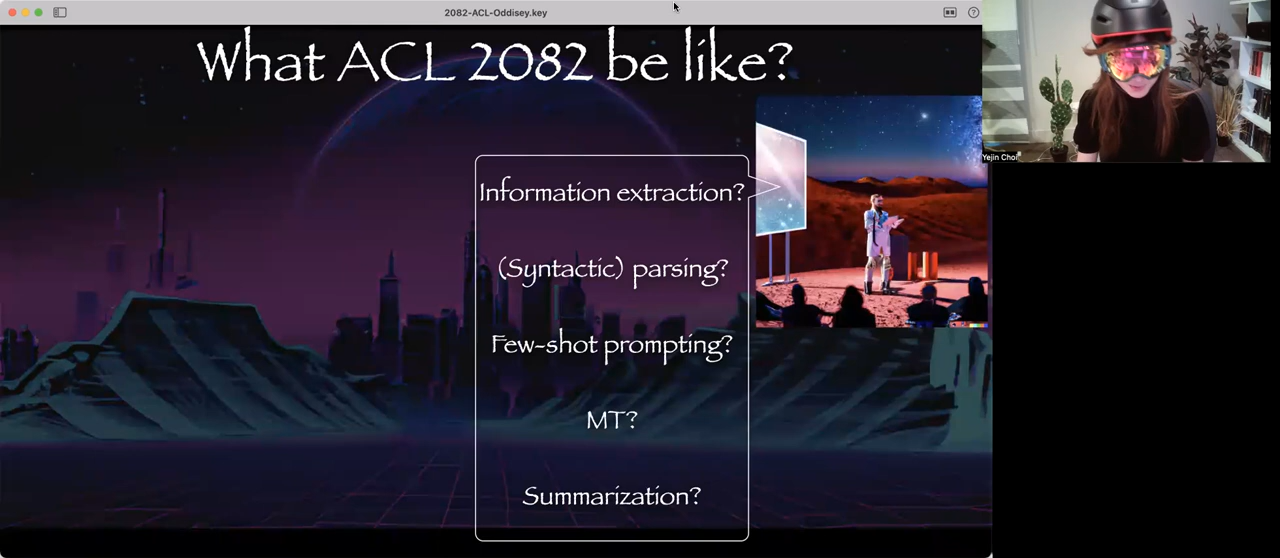 2082-ACL-Oddisey.key
What ACL 2082 be like?
Information extraction?
(Syntactic) parsing?
Few-shot prompting?
MT?
Summarization?
Yejin Choi